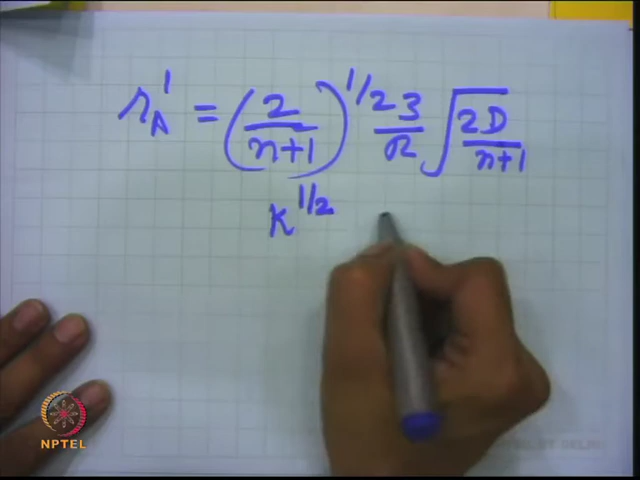 r_A' = (2/(n+1))^1/2 3/R √(2D/(n+1))
k^1/2
NPTEL